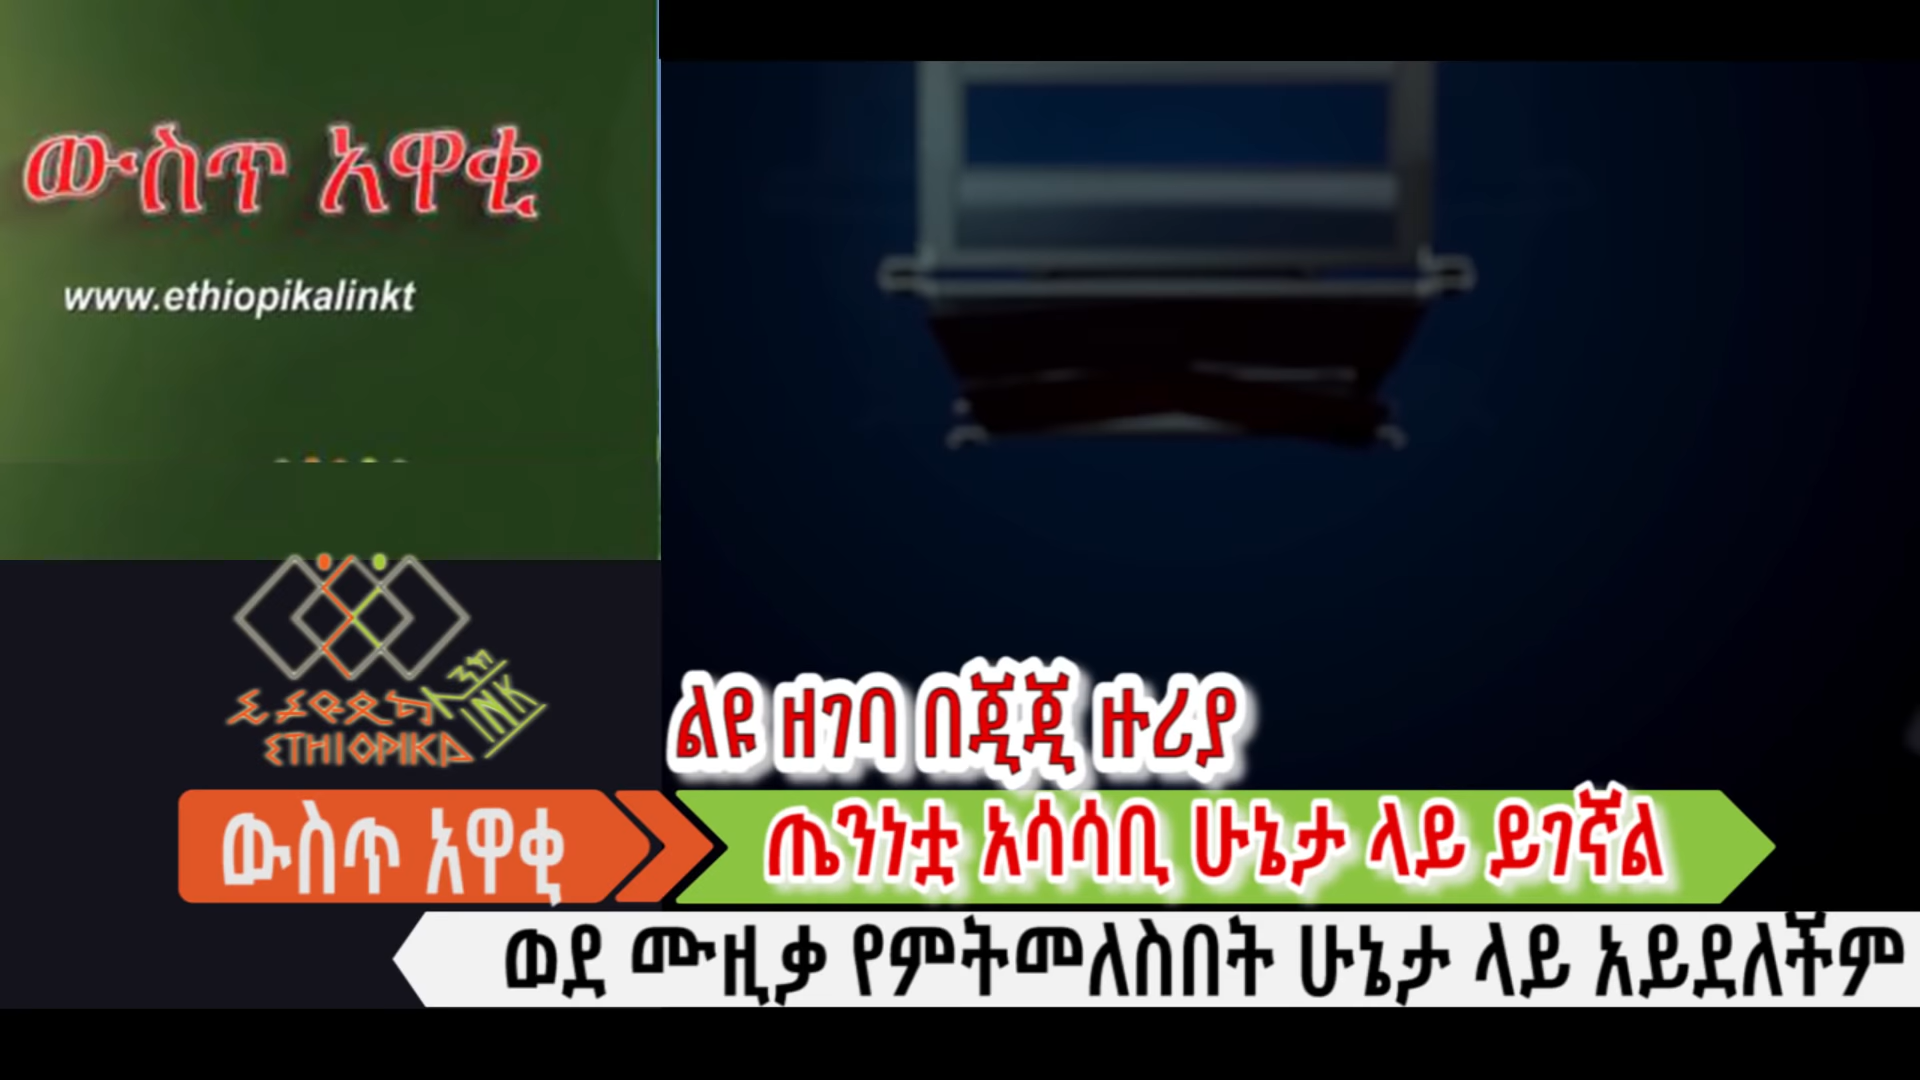 ውስጥ አዋቂ
www.ethiopikalinkt
ETHIOPIKA
INK
ልዩ ዘገባ በጂጂ ዙሪያ
ውስጥ አዋቂ
ጤንነቷ አሳሳቢ ሁኔታ ላይ ይገኛል
ወደ ሙዚቃ የምትመለስበት ሁኔታ ላይ አይደለችም